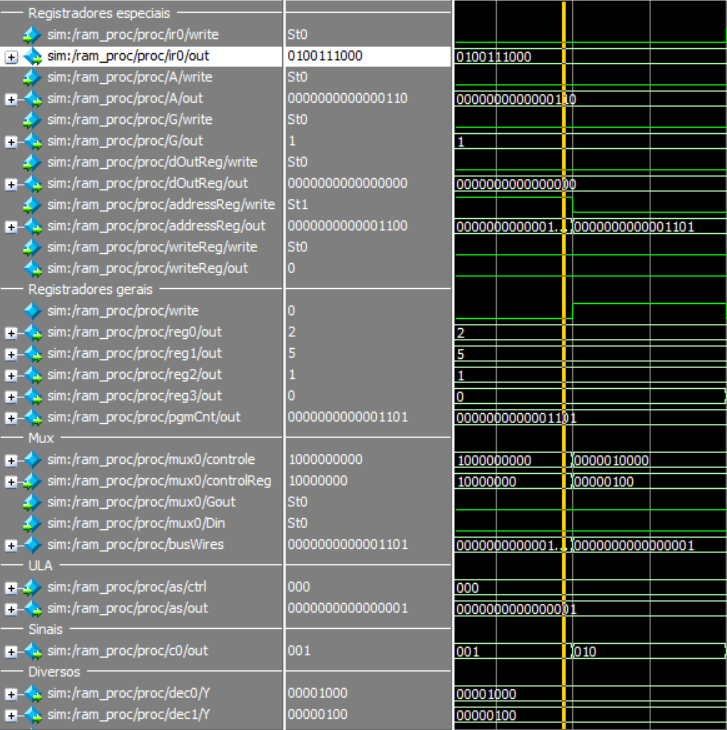 Registradores especiais
sim:/ram_proc/proc/ir0/write St0
sim:/ram_proc/proc/ir0/out 0100111000 0100111000
sim:/ram_proc/proc/A/write St0
sim:/ram_proc/proc/A/out 0000000000000110 0000000000000110
sim:/ram_proc/proc/G/write St0
sim:/ram_proc/proc/G/out 1 1
sim:/ram_proc/proc/dOutReg/write St0
sim:/ram_proc/proc/dOutReg/out 0000000000000000 0000000000000000
sim:/ram_proc/proc/addressReg/write St1
sim:/ram_proc/proc/addressReg/out 0000000000001100 0000000000001... 0000000000001101
sim:/ram_proc/proc/writeReg/write St0
sim:/ram_proc/proc/writeReg/out 0
Registradores gerais
sim:/ram_proc/proc/write 0
sim:/ram_proc/proc/reg0/out 2 2
sim:/ram_proc/proc/reg1/out 5 5
sim:/ram_proc/proc/reg2/out 1 1
sim:/ram_proc/proc/reg3/out 0 0
sim:/ram_proc/proc/pgmCnt/out 0000000000001101 0000000000001101
Mux
sim:/ram_proc/proc/mux0/controle 1000000000 1000000000 0000010000
sim:/ram_proc/proc/mux0/controlReg 10000000 10000000 00000100
sim:/ram_proc/proc/mux0/Gout St0
sim:/ram_proc/proc/mux0/Din St0
sim:/ram_proc/proc/busWires 0000000000001101 0000000000001... 0000000000000001
ULA
sim:/ram_proc/proc/as/ctrl 000 000
sim:/ram_proc/proc/as/out 0000000000000001 0000000000000001
Sinais
sim:/ram_proc/proc/c0/out 001 001 010
Diversos
sim:/ram_proc/proc/dec0/Y 00001000 00001000
sim:/ram_proc/proc/dec1/Y 00000100 00000100